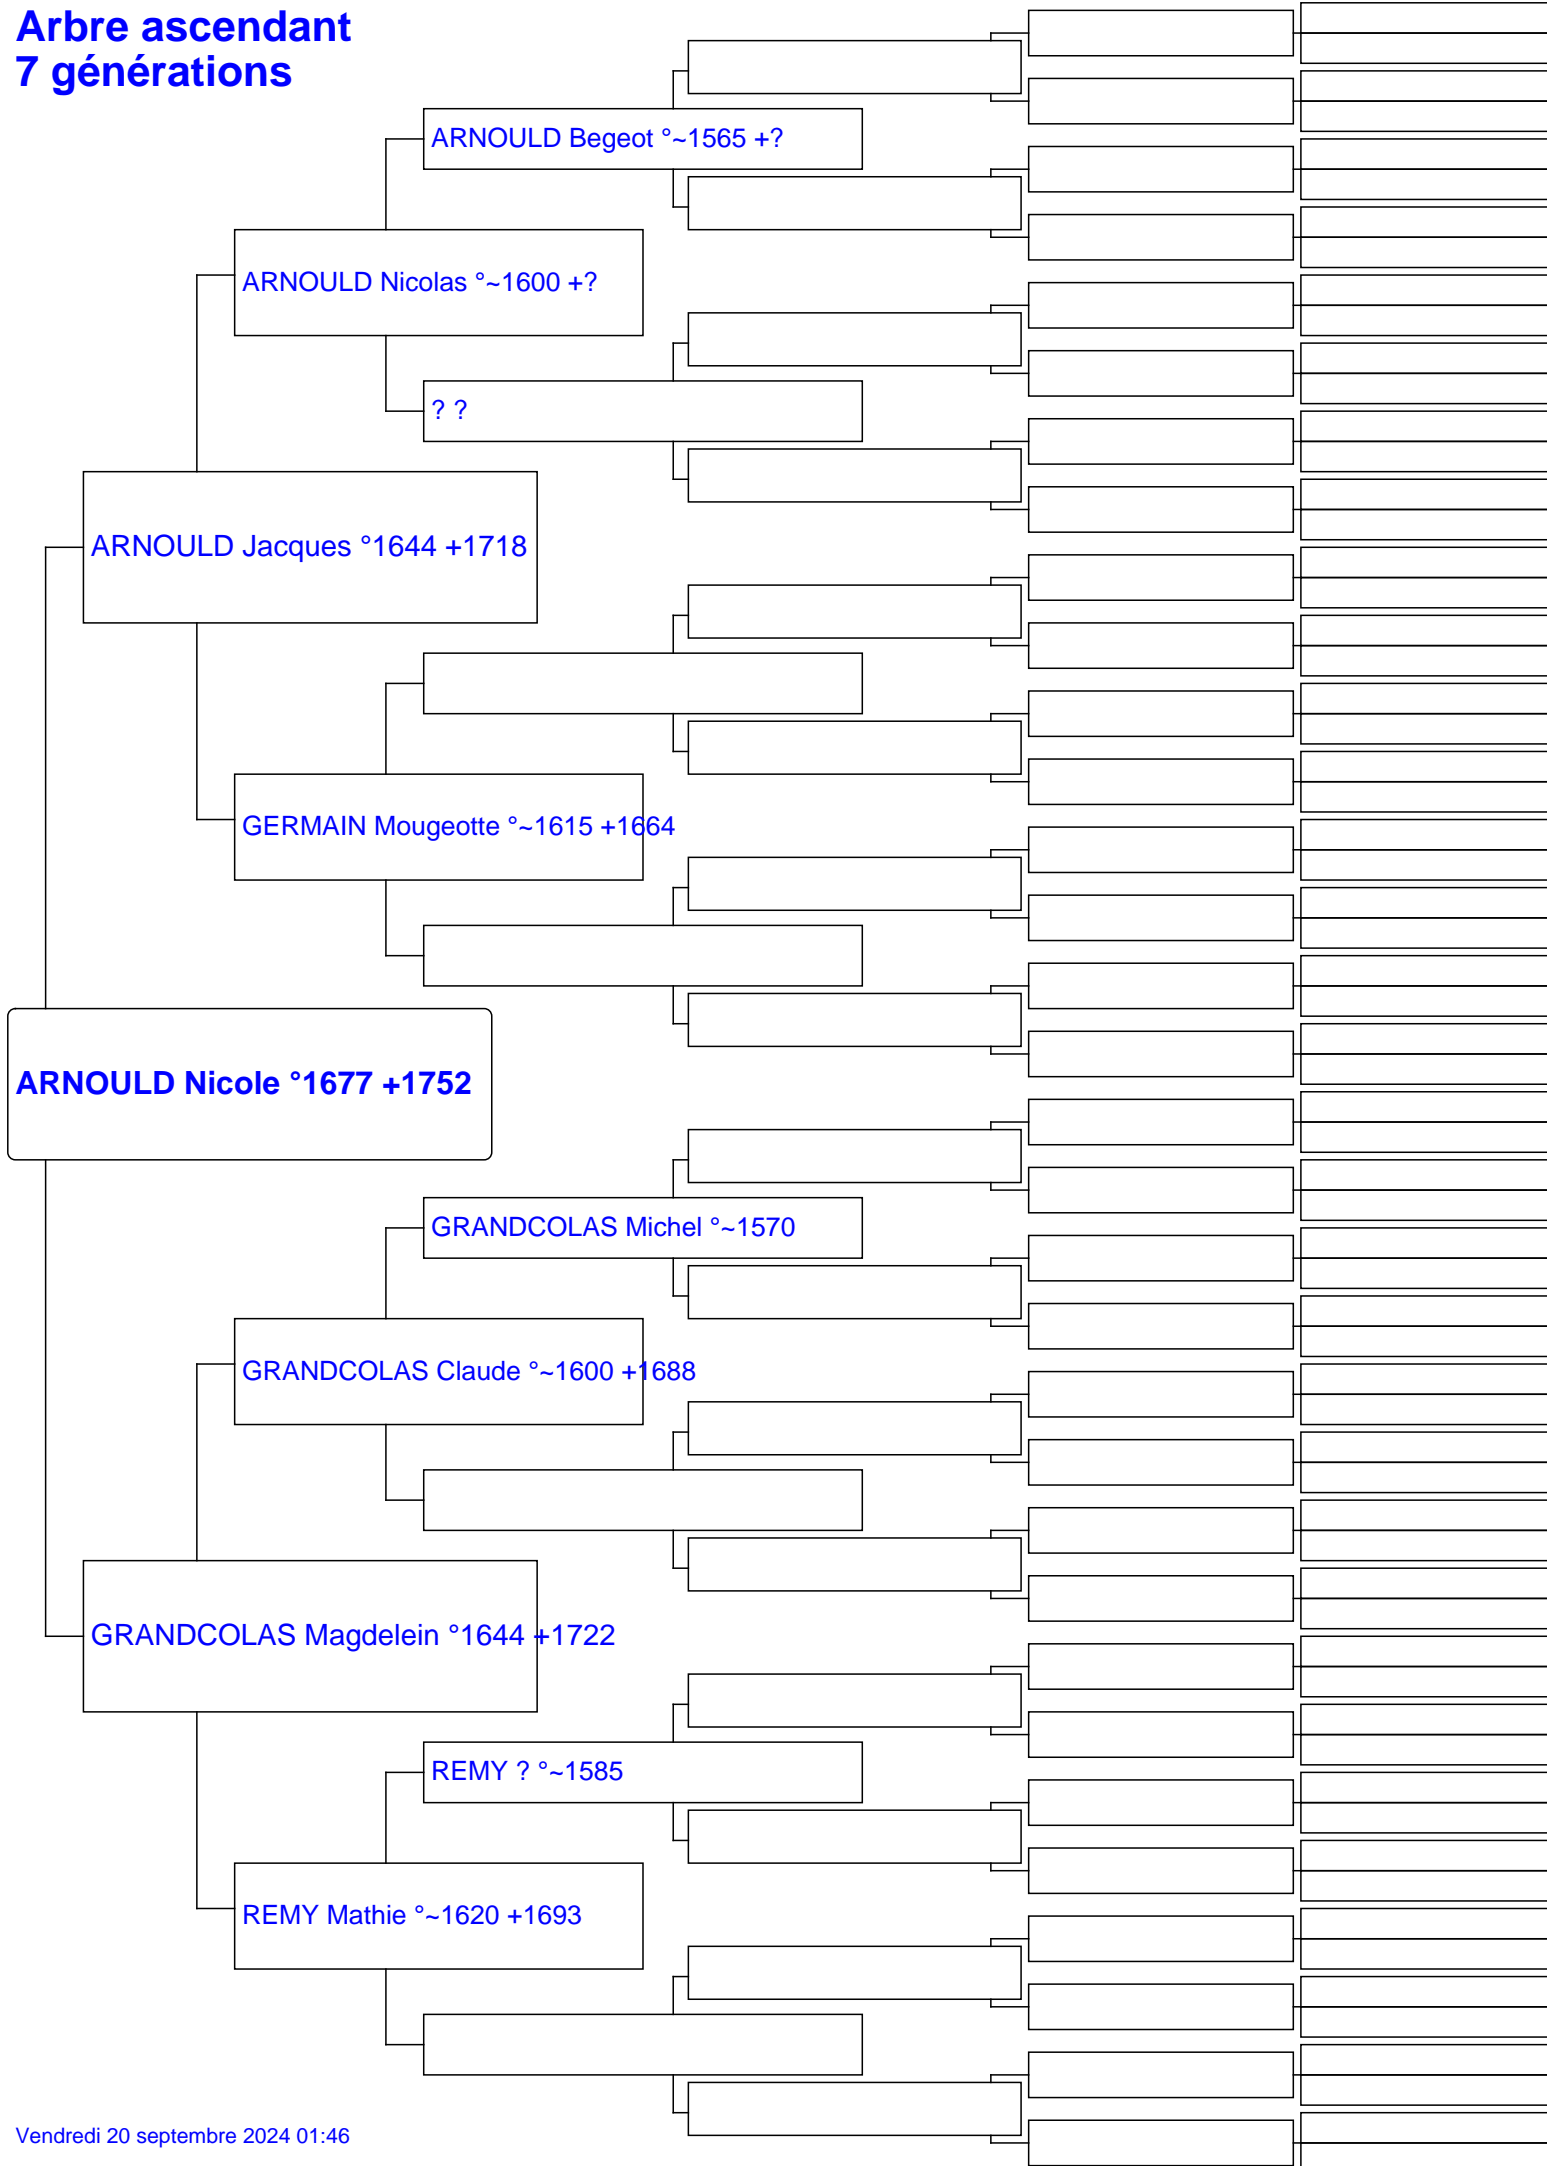 Arbre ascendant
7 générations
ARNOULD Begeot °~1565 +?
ARNOULD Nicolas °~1600 +?
? ?
ARNOULD Jacques °1644 +1718
GERMAIN Mougeotte °~1615 +1664
ARNOULD Nicole °1677 +1752
GRANDCOLAS Michel °~1570
GRANDCOLAS Claude °~1600 +1688
GRANDCOLAS Magdelein °1644 +1722
REMY ? °~1585
REMY Mathie °~1620 +1693
Vendredi 20 septembre 2024 01:46